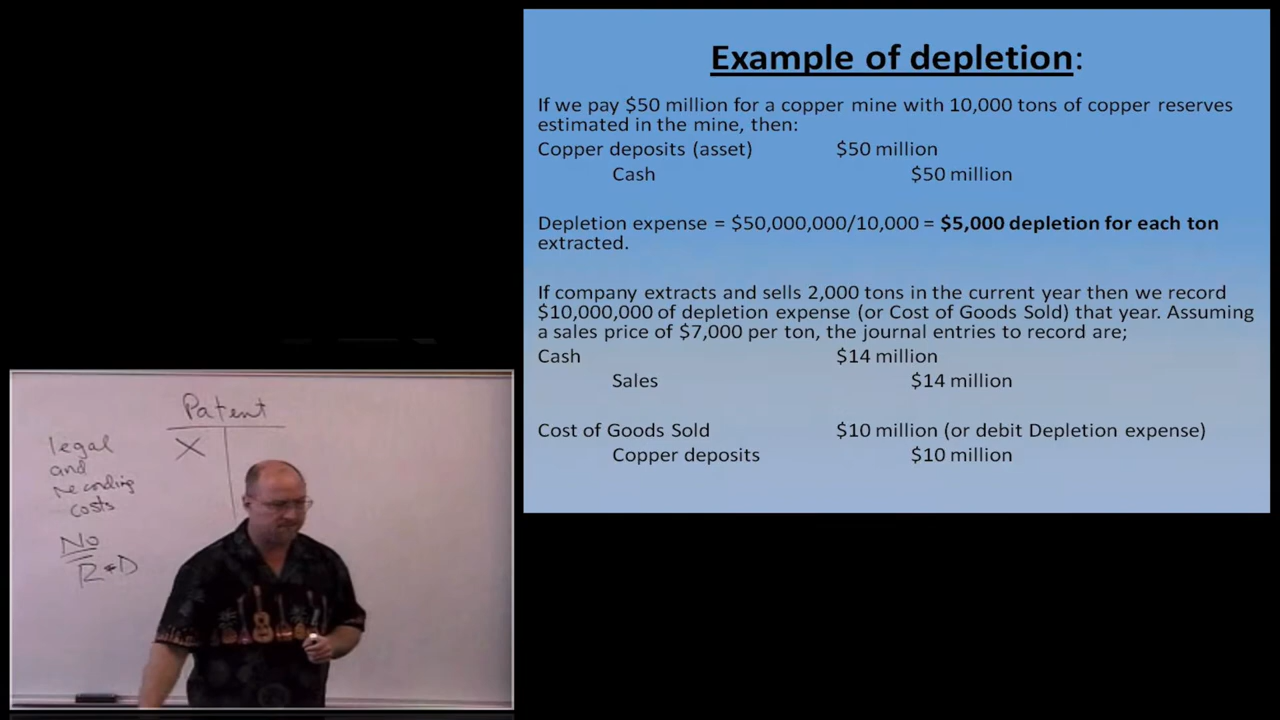 Example of depletion:
If we pay $50 million for a copper mine with 10,000 tons of copper reserves
estimated in the mine, then:
Copper deposits (asset) $50 million
Cash $50 million
Depletion expense = $50,000,000/10,000 = $5,000 depletion for each ton
extracted.
If company extracts and sells 2,000 tons in the current year then we record
$10,000,000 of depletion expense (or Cost of Goods Sold) that year. Assuming
a sales price of $7,000 per ton, the journal entries to record are;
Cash $14 million
Sales $14 million
Cost of Goods Sold $10 million (or debit Depletion expense)
Copper deposits $10 million
Patent
X
legal
and
recording
costs
No
R+D